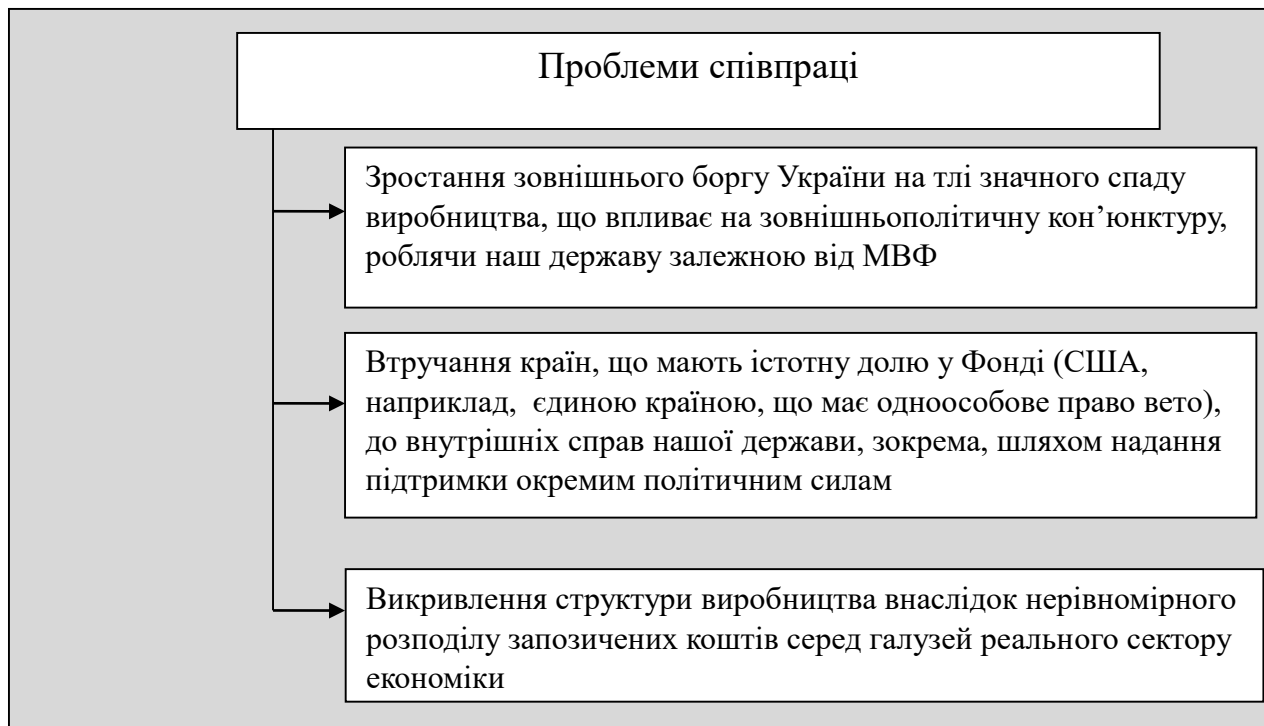 Проблеми співпраці
Зростання зовнішнього боргу України на тлі значного спаду
виробництва, що впливає на зовнішньополітичну кон’юнктуру,
роблячи наш державу залежною від МВФ
Втручання країн, що мають істотну долю у Фонді (США,
наприклад,  єдиною країною, що має одноособове право вето),
до внутрішніх справ нашої держави, зокрема, шляхом надання
підтримки окремим політичним силам
Викривлення структури виробництва внаслідок нерівномірного
розподілу запозичених коштів серед галузей реального сектору
економіки